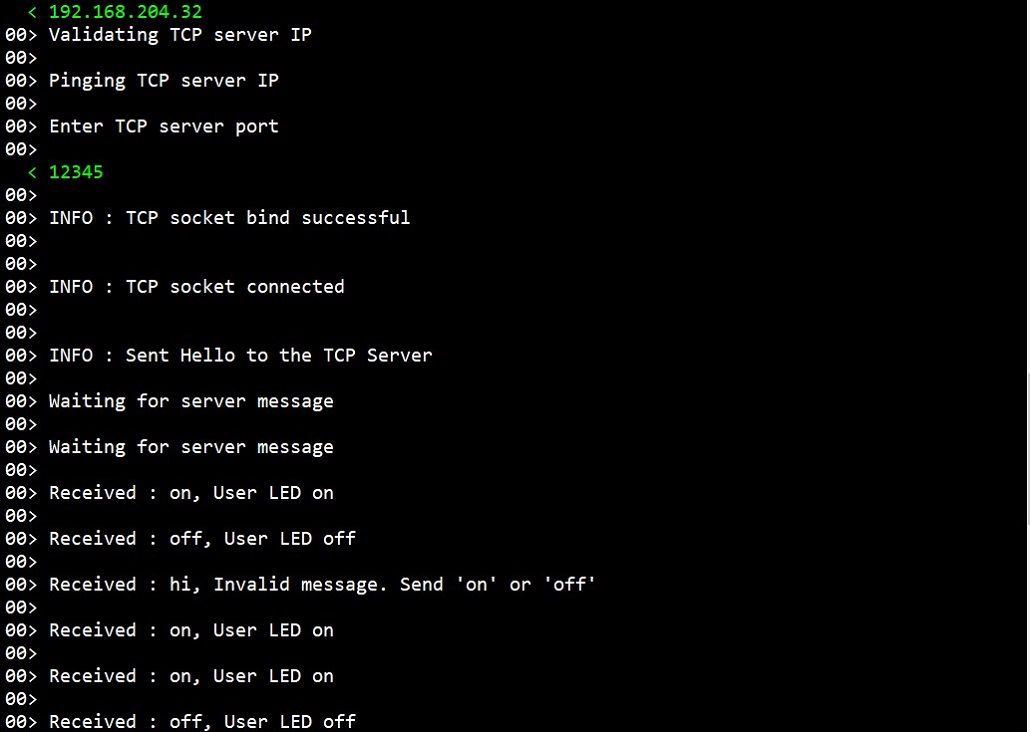 < 192.168.204.32
00> Validating TCP server IP
00>
00> Pinging TCP server IP
00>
00> Enter TCP server port
00>
< 12345
00>
00> INFO : TCP socket bind successful
00>
00>
00> INFO : TCP socket connected
00>
00>
00> INFO : Sent Hello to the TCP Server
00>
00> Waiting for server message
00>
00> Waiting for server message
00>
00> Received : on, User LED on
00>
00> Received : off, User LED off
00>
00> Received : hi, Invalid message. Send 'on' or 'off'
00>
00> Received : on, User LED on
00>
00> Received : on, User LED on
00>
00> Received : off, User LED off